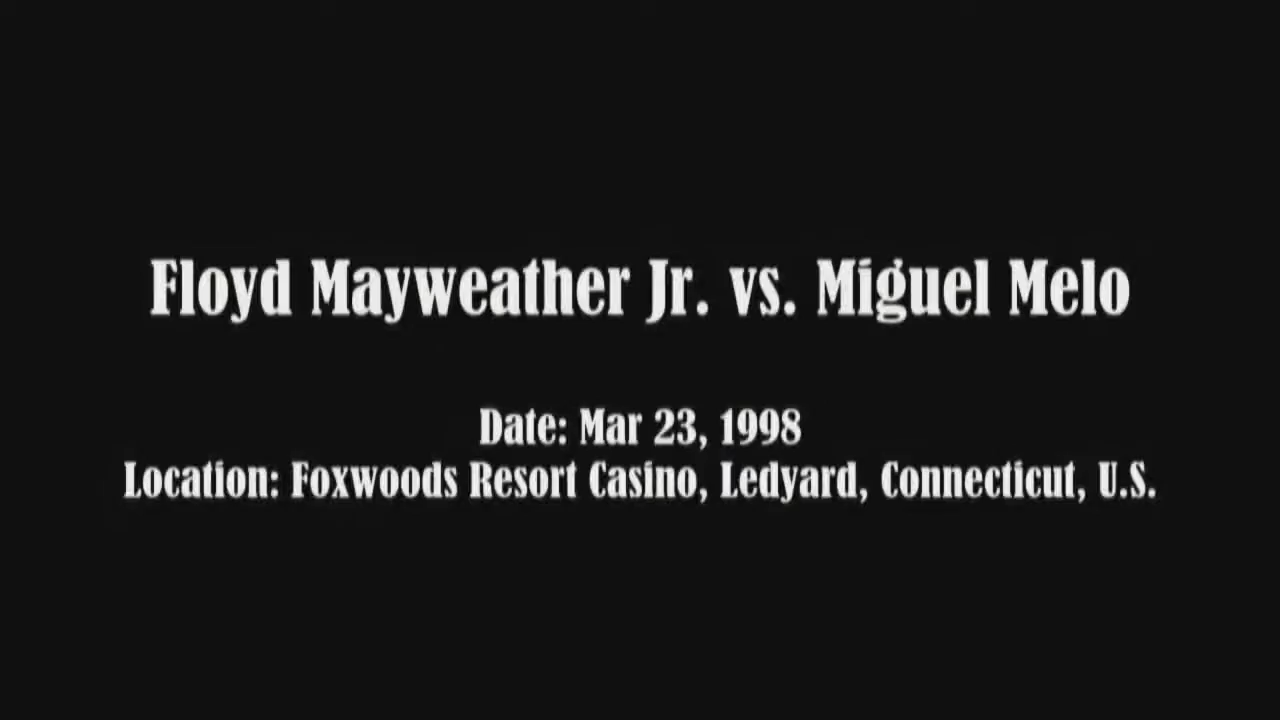 Floyd Mayweather Jr. vs. Miguel Melo
Date: Mar 23, 1998
Location: Foxwoods Resort Casino, Ledyard, Connecticut, U.S.